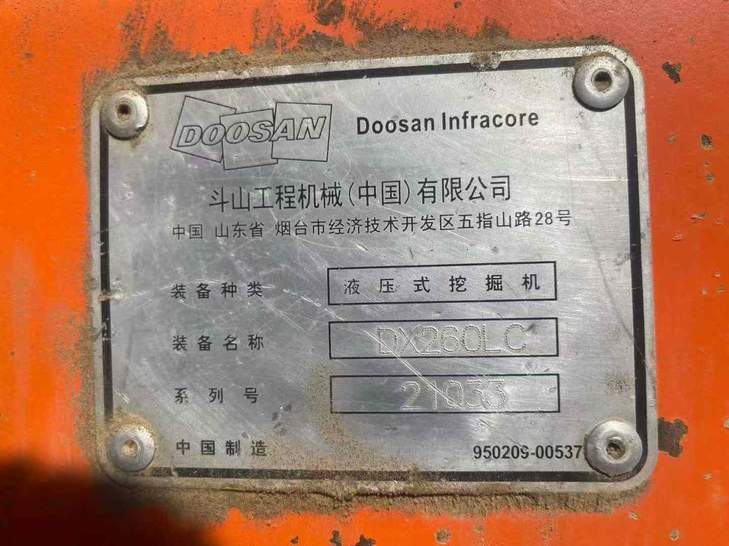 DOOSAN Doosan Infracore
斗山工程机械(中国)有限公司
中国 山东省 烟台市经济技术开发区五指山路28号
装备种类 液压式挖掘机
装备名称 DX260LC
系列号 21033
中国制造 950209-00537